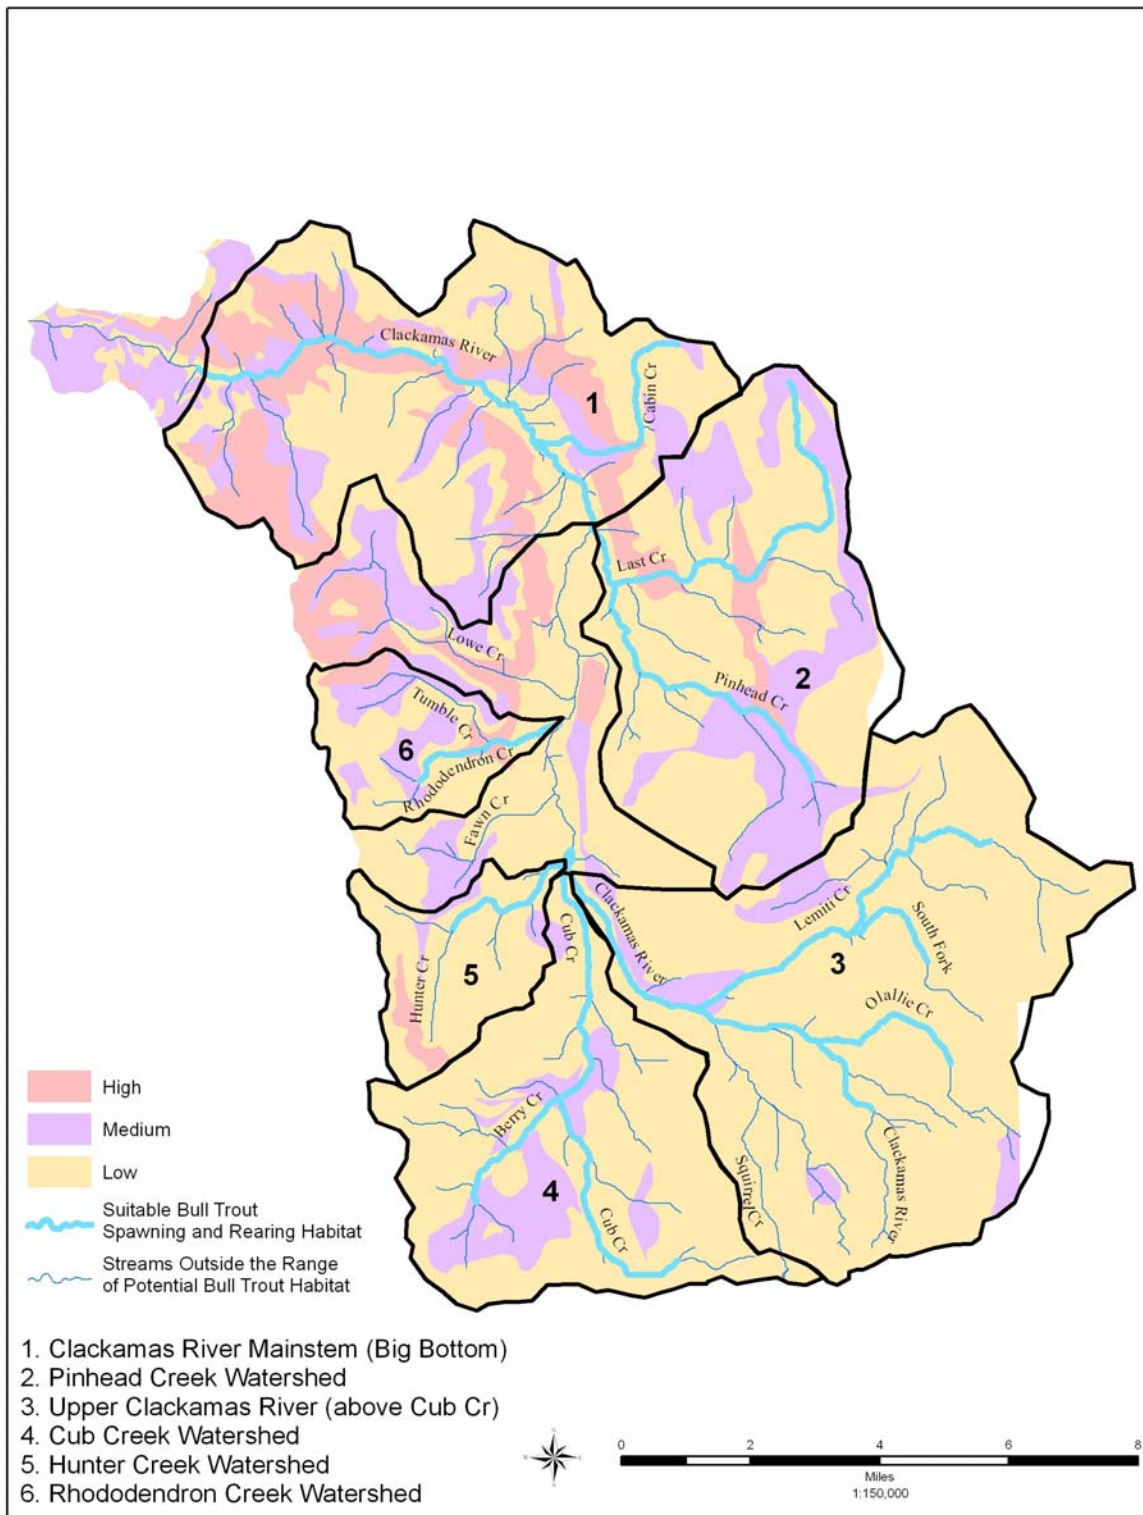 Clackamas River
Cabin Cr
1
Last Cr
Lowe Cr
Pinhead Cr
2
Tumble Cr
6
Rhododendron Cr
Fawn Cr
Clackamas River
Lemiti Cr
South Fork
Cub Cr
3
5
Hunter Cr
Olallie Cr
Berry Cr
Clackamas River
Squirrel Cr
4
Cub Cr
High
Medium
Low
Suitable Bull Trout
Spawning and Rearing Habitat
Streams Outside the Range
of Potential Bull Trout Habitat
1. Clackamas River Mainstem (Big Bottom)
2. Pinhead Creek Watershed
3. Upper Clackamas River (above Cub Cr)
4. Cub Creek Watershed
5. Hunter Creek Watershed
6. Rhododendron Creek Watershed
0 2 4 6 8
Miles
1:150,000